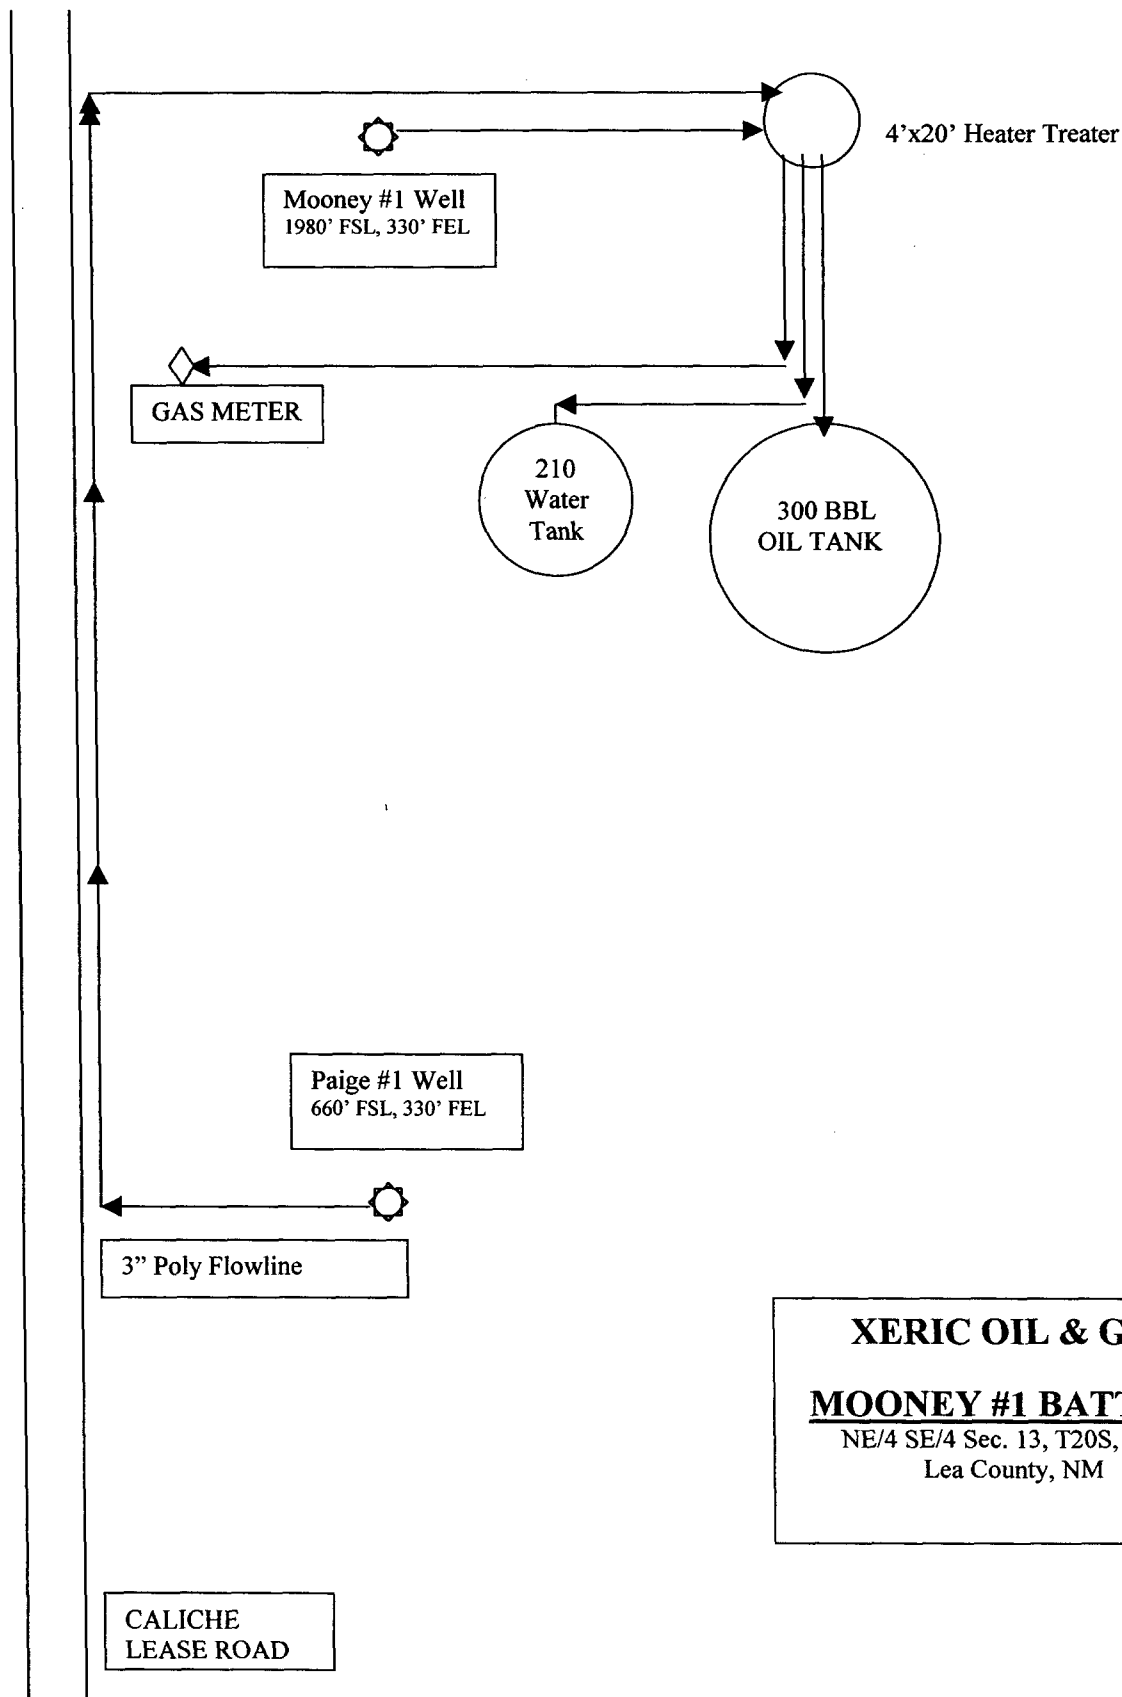 4'x20' Heater Treater
Mooney #1 Well
1980' FSL, 330' FEL
GAS METER
210
Water
Tank
300 BBL
OIL TANK
Paige #1 Well
660' FSL, 330' FEL
3” Poly Flowline
XERIC OIL & G
MOONEY #1 BATT
NE/4 SE/4 Sec. 13, T20S,
Lea County, NM
CALICHE
LEASE ROAD